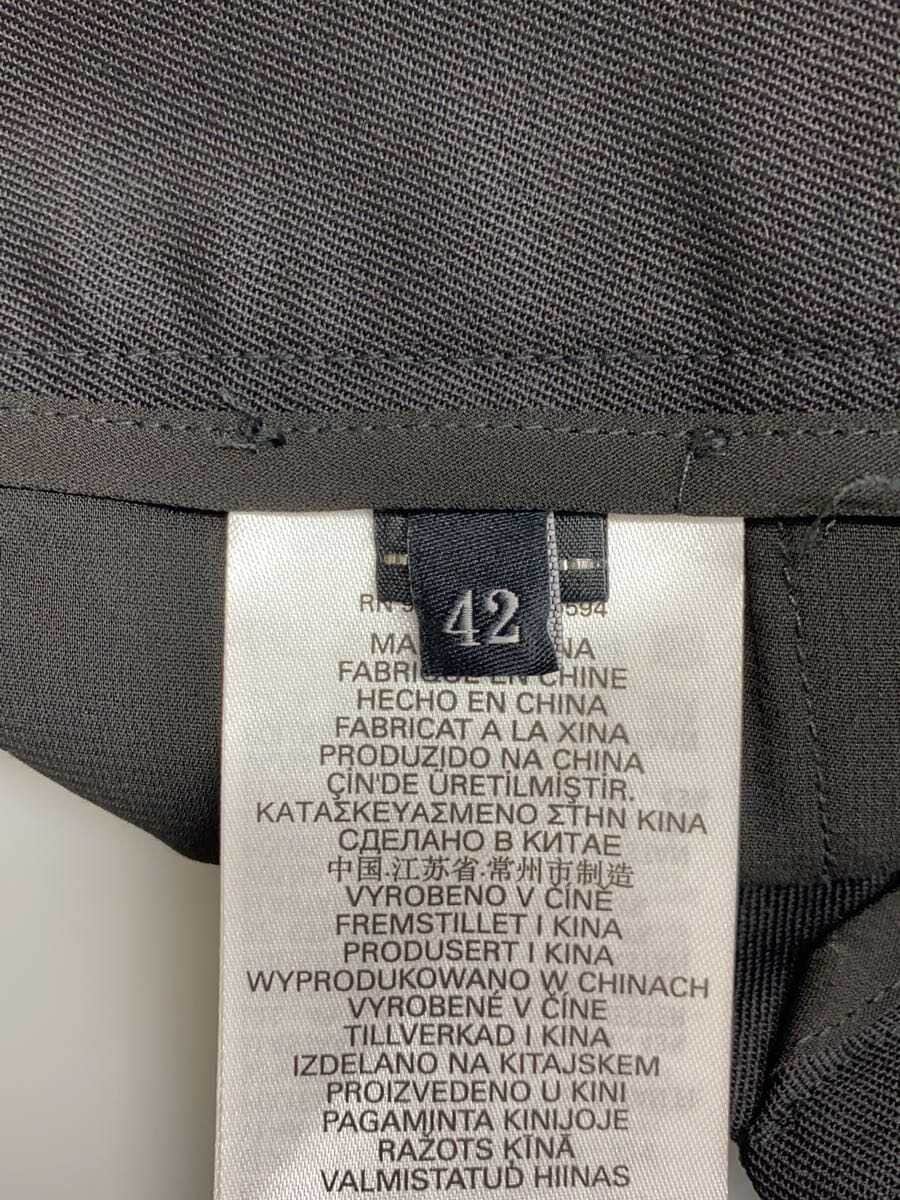 42
RN 594
FABRIQUE EN CHINE
HECHO EN CHINA
FABRICAT A LA XINA
PRODUZIDO NA CHINA
ÇİN'DE ÜRETİLMİŞTİR.
ΚΑΤΑΣΚΕΥΑΣΜΕΝΟ ΣΤΗΝ ΚΙΝΑ
СДЕЛАНО В КИТАЕ
中国.江苏省.常州市制造
VYROBENO V ČÍNĚ
FREMSTILLET I KINA
PRODUSERT I KINA
WYPRODUKOWANO W CHINACH
VYROBENÉ V ČÍNE
TILLVERKAD I KINA
IZDELANO NA KITAJSKEM
PROIZVEDENO U KINI
PAGAMINTA KINIJOJE
RAŽOTS ĶĪNĀ
VALMISTATUD HIINAS